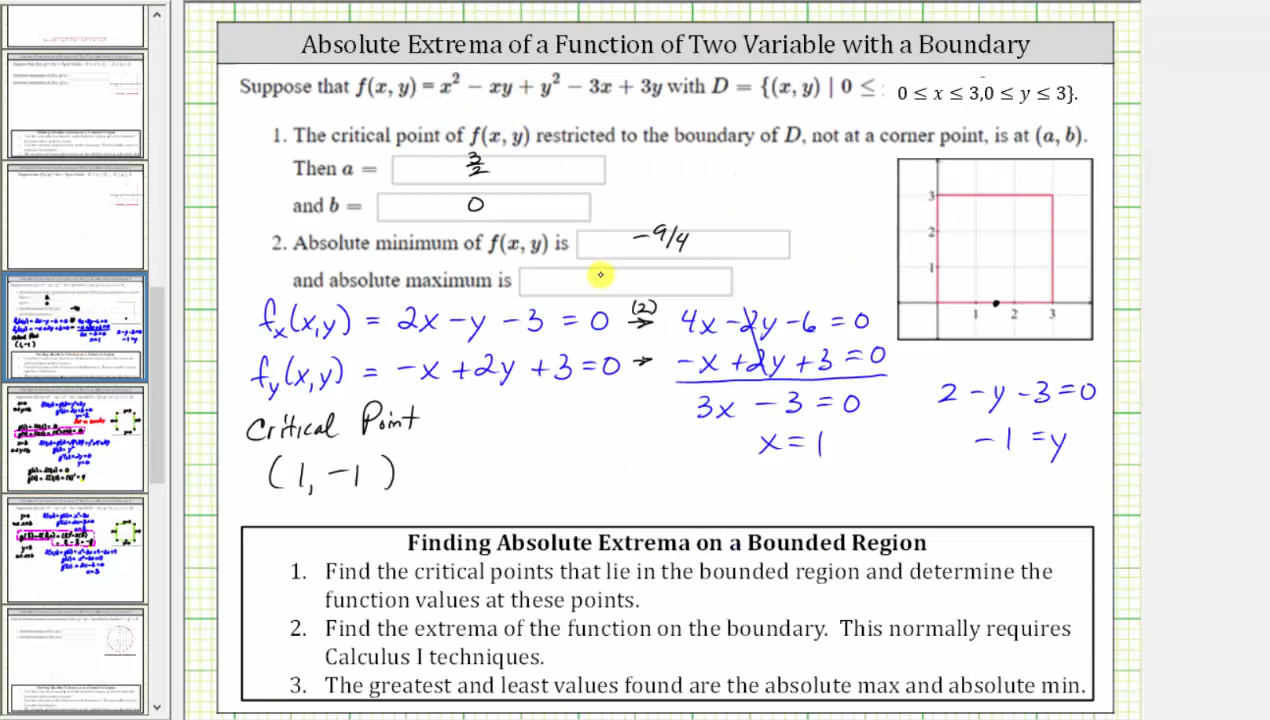 Absolute Extrema of a Function of Two Variable with a Boundary
Suppose that f(x, y) = x² − xy + y² − 3x + 3y with D = {(x, y) | 0 ≤ 0 ≤ x ≤ 3,0 ≤ y ≤ 3}.
1. The critical point of f(x, y) restricted to the boundary of D, not at a corner point, is at (a, b).
Then a = 3/2
and b = 0
2. Absolute minimum of f(x, y) is −9/4
and absolute maximum is
3
2
1
1 2 3
fx(x,y) = 2x − y − 3 = 0 (2)→ 4x − 2y − 6 = 0
fy(x,y) = −x + 2y + 3 = 0 → −x + 2y + 3 = 0
3x − 3 = 0
x = 1
2 − y − 3 = 0
−1 = y
Critical Point
(1, −1)
Finding Absolute Extrema on a Bounded Region
1. Find the critical points that lie in the bounded region and determine the
function values at these points.
2. Find the extrema of the function on the boundary. This normally requires
Calculus I techniques.
3. The greatest and least values found are the absolute max and absolute min.